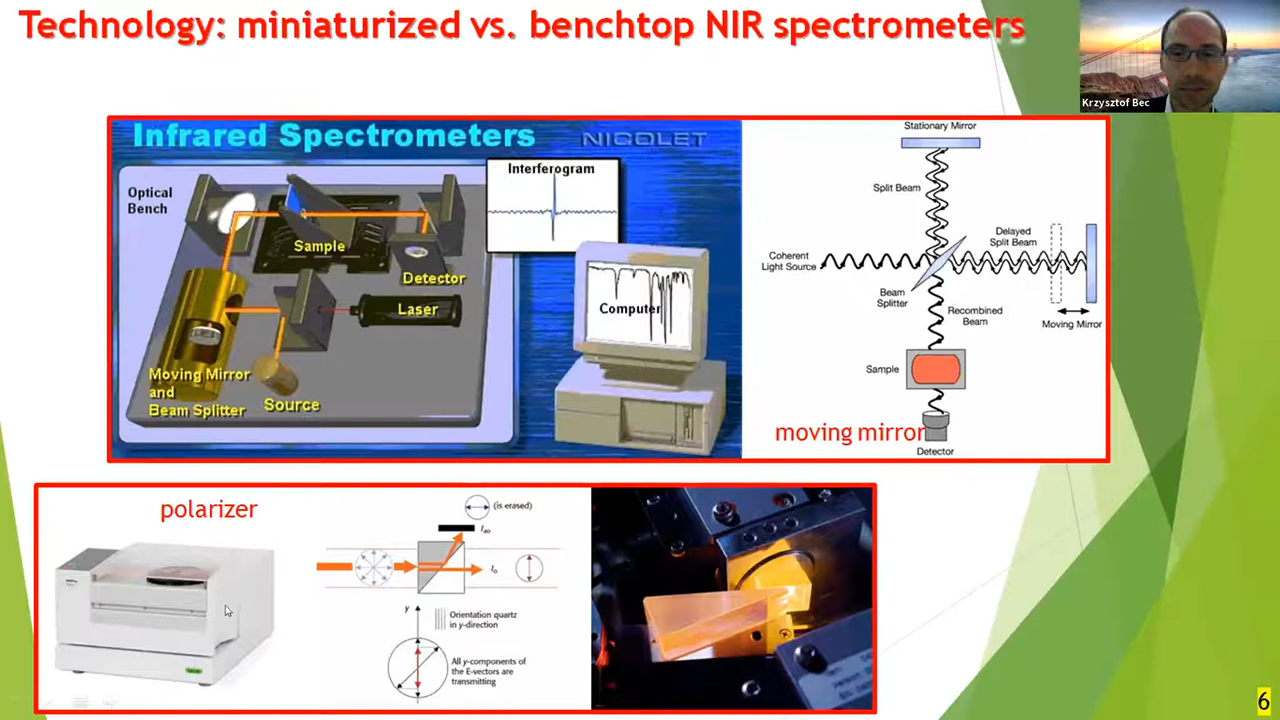 Technology: miniaturized vs. benchtop NIR spectrometers
Krzysztof Bec
Infrared Spectrometers
NICOLET
Optical
Bench
Sample
Detector
Laser
Moving Mirror
and
Beam Splitter
Source
Interferogram
Computer
Stationary Mirror
Split Beam
Delayed
Split Beam
Coherent
Light Source
Beam
Splitter
Recombined
Beam
Moving Mirror
Sample
moving mirror
Detector
polarizer
(is erased)
I
I
y
Orientation quartz
in y-direction
All y-components of
the E-vectors are
transmitting
6